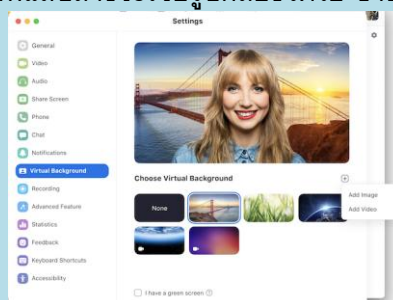 Settings
General
Video
Audio
Share Screen
Phone
Chat
Notifications
Virtual Background
Recording
Advanced Feature
Statistics
Feedback
Keyboard Shortcuts
Accessibility
Choose Virtual Background
Add Image
Add Video
None
I have a green screen